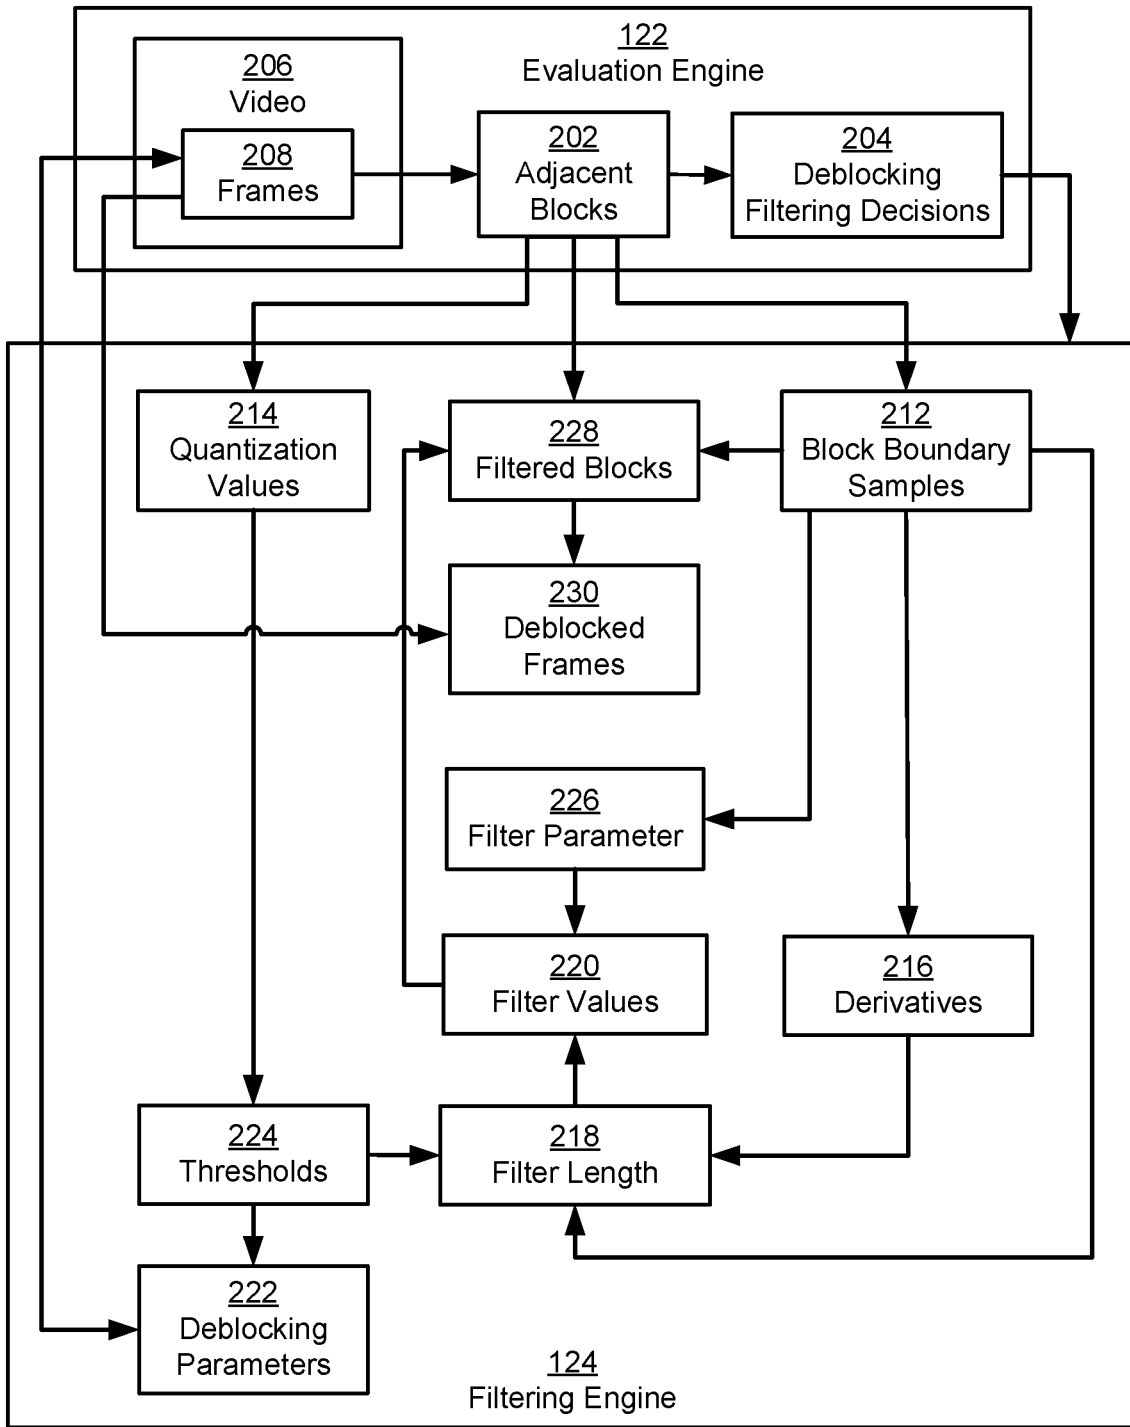 122
Evaluation Engine
206
Video
208
Frames
202
Adjacent
Blocks
204
Deblocking
Filtering Decisions
214
Quantization
Values
228
Filtered Blocks
212
Block Boundary
Samples
230
Deblocked
Frames
226
Filter Parameter
220
Filter Values
216
Derivatives
224
Thresholds
218
Filter Length
222
Deblocking
Parameters
124
Filtering Engine